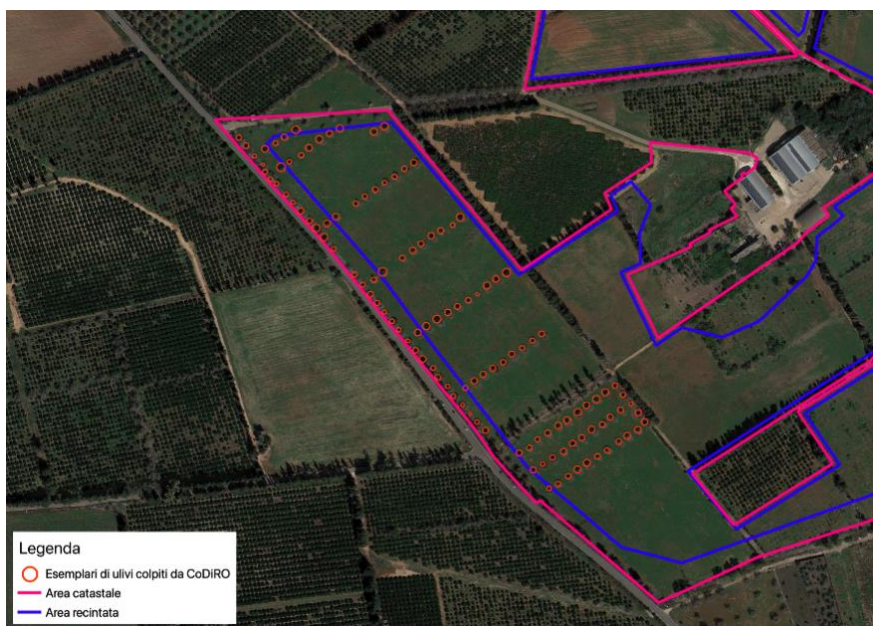 Legenda
Esemplari di ulivi colpiti da CoDiRO
Area catastale
Area recintata